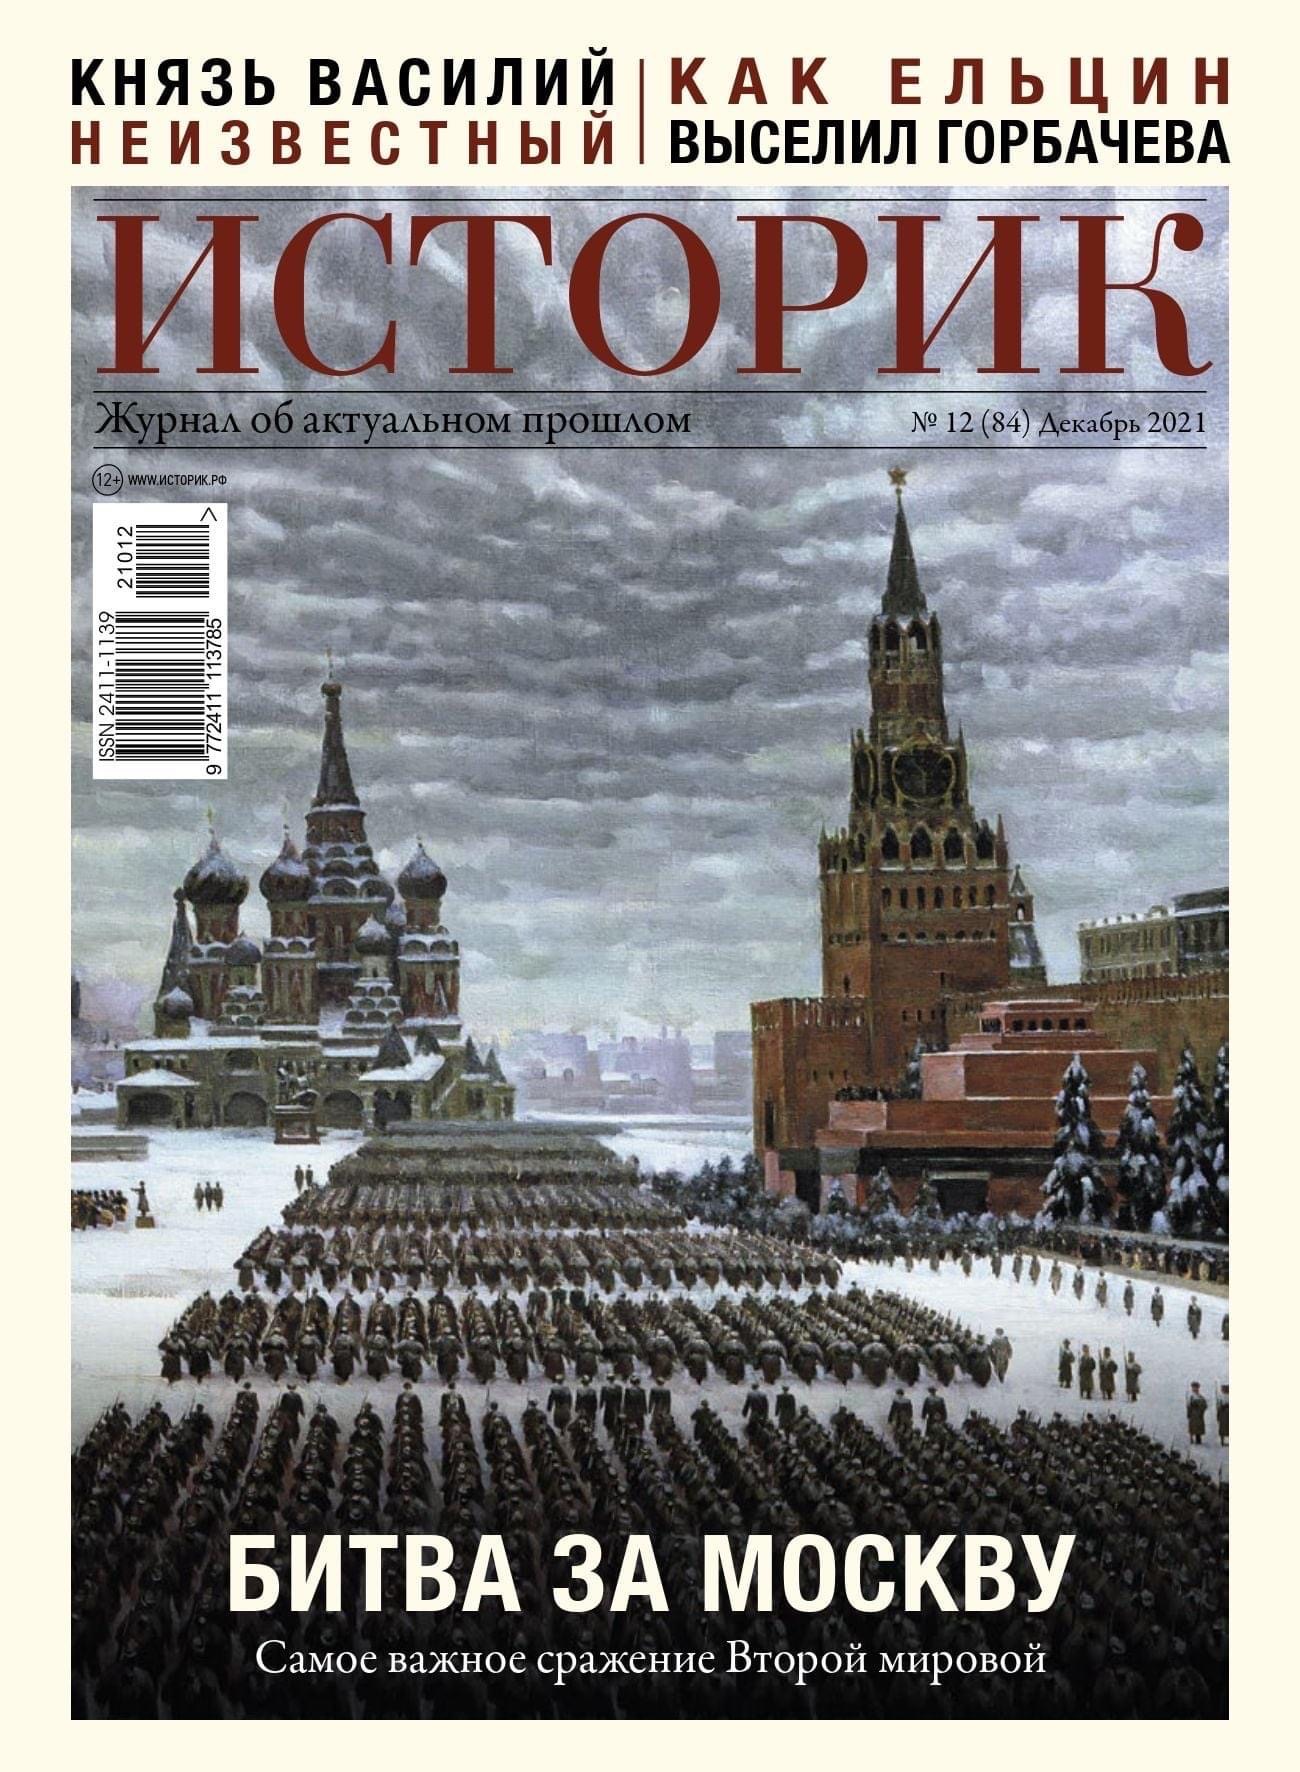 КНЯЗЬ ВАСИЛИЙ
НЕИЗВЕСТНЫЙ
КАК ЕЛЬЦИН
ВЫСЕЛИЛ ГОРБАЧЕВА
ИСТОРИК
Журнал об актуальном прошлом
№ 12 (84) Декабрь 2021
12+ WWW.ИСТОРИК.РФ
ISSN 2411-1139
21012 >
9 772411 113785
БИТВА ЗА МОСКВУ
Самое важное сражение Второй мировой